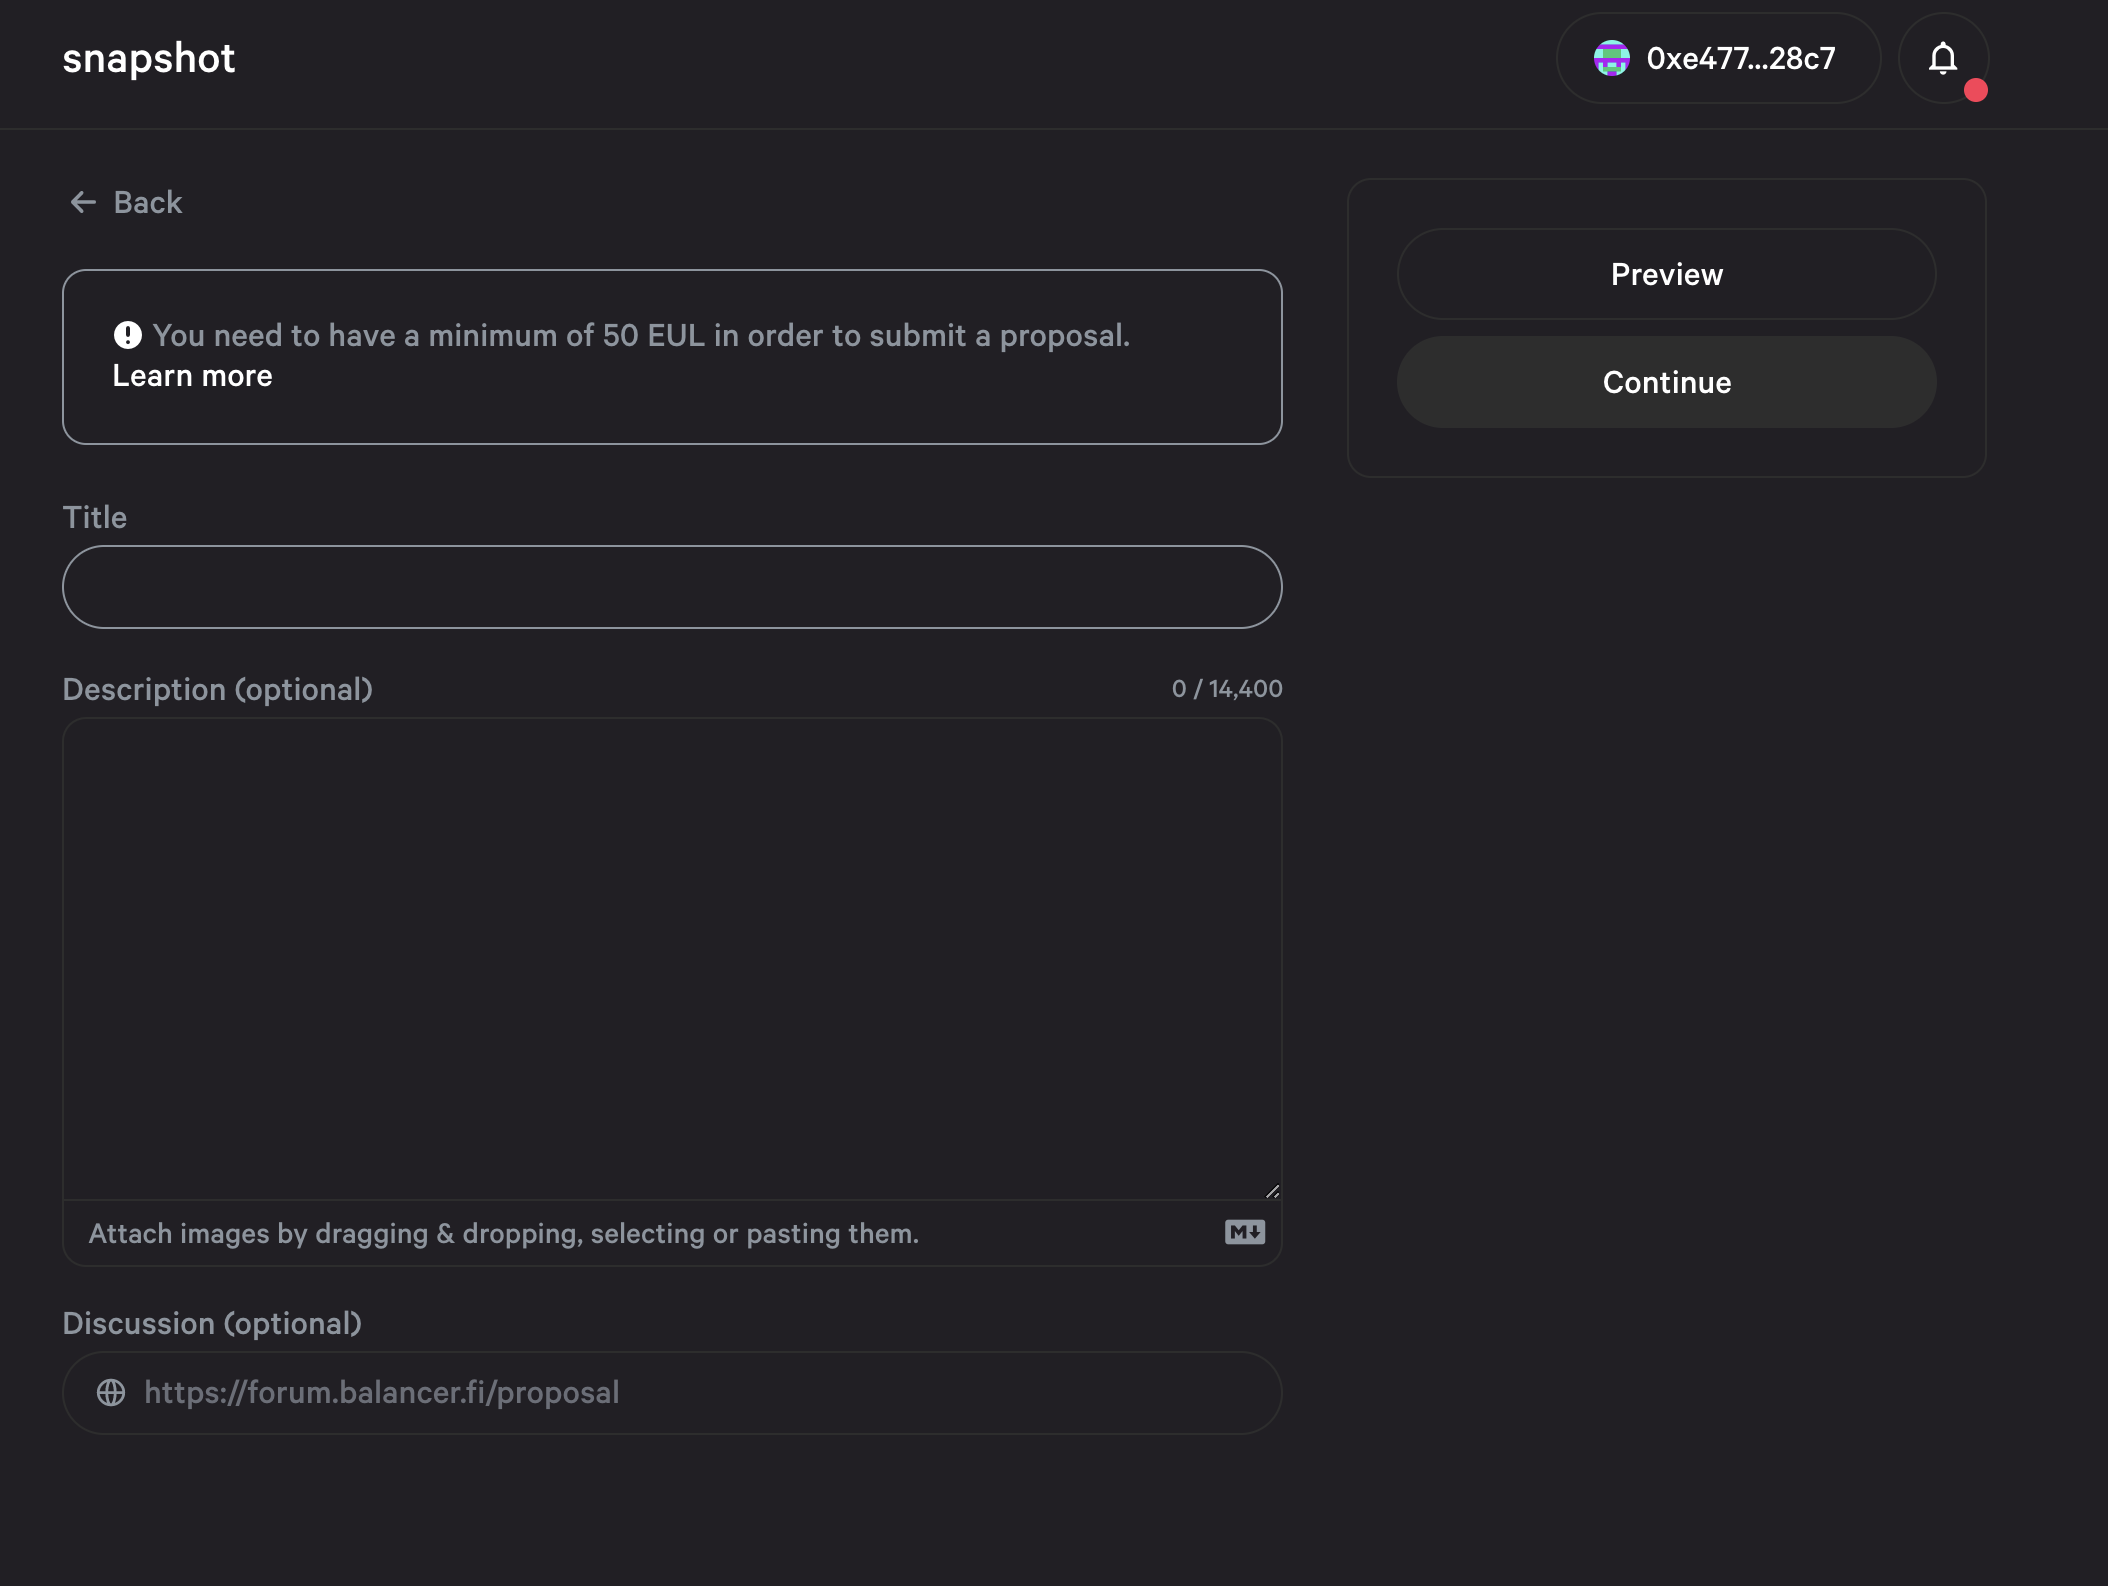 snapshot
0xe477...28c7
Back
You need to have a minimum of 50 EUL in order to submit a proposal.
Learn more
Preview
Continue
Title
Description (optional)
0 / 14,400
Attach images by dragging & dropping, selecting or pasting them.
M
Discussion (optional)
https://forum.balancer.fi/proposal